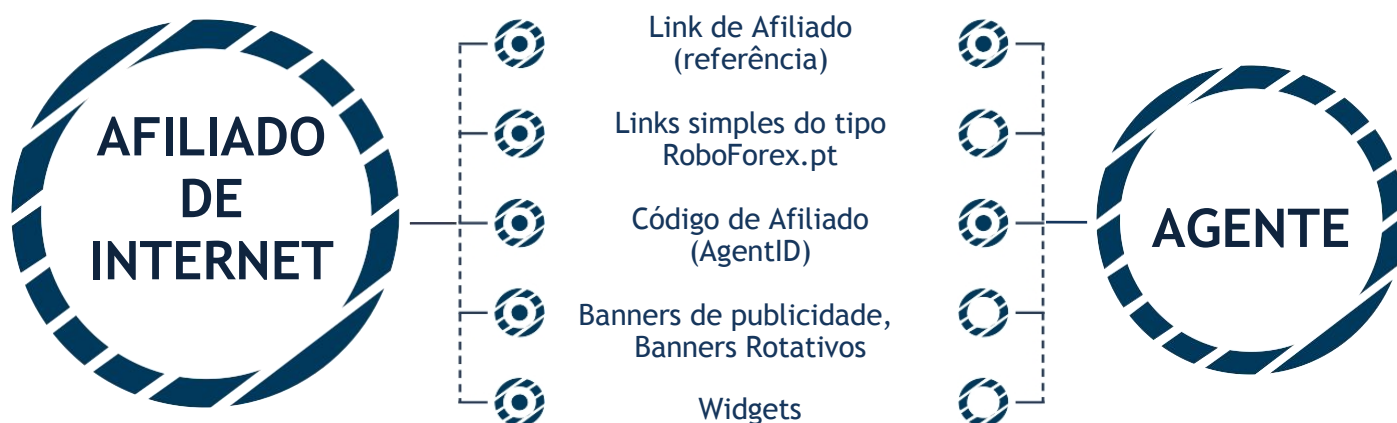 AFILIADO
DE
INTERNET
Link de Afiliado
(referência)
Links simples do tipo
RoboForex.pt
Código de Afiliado
(AgentID)
Banners de publicidade,
Banners Rotativos
Widgets
AGENTE